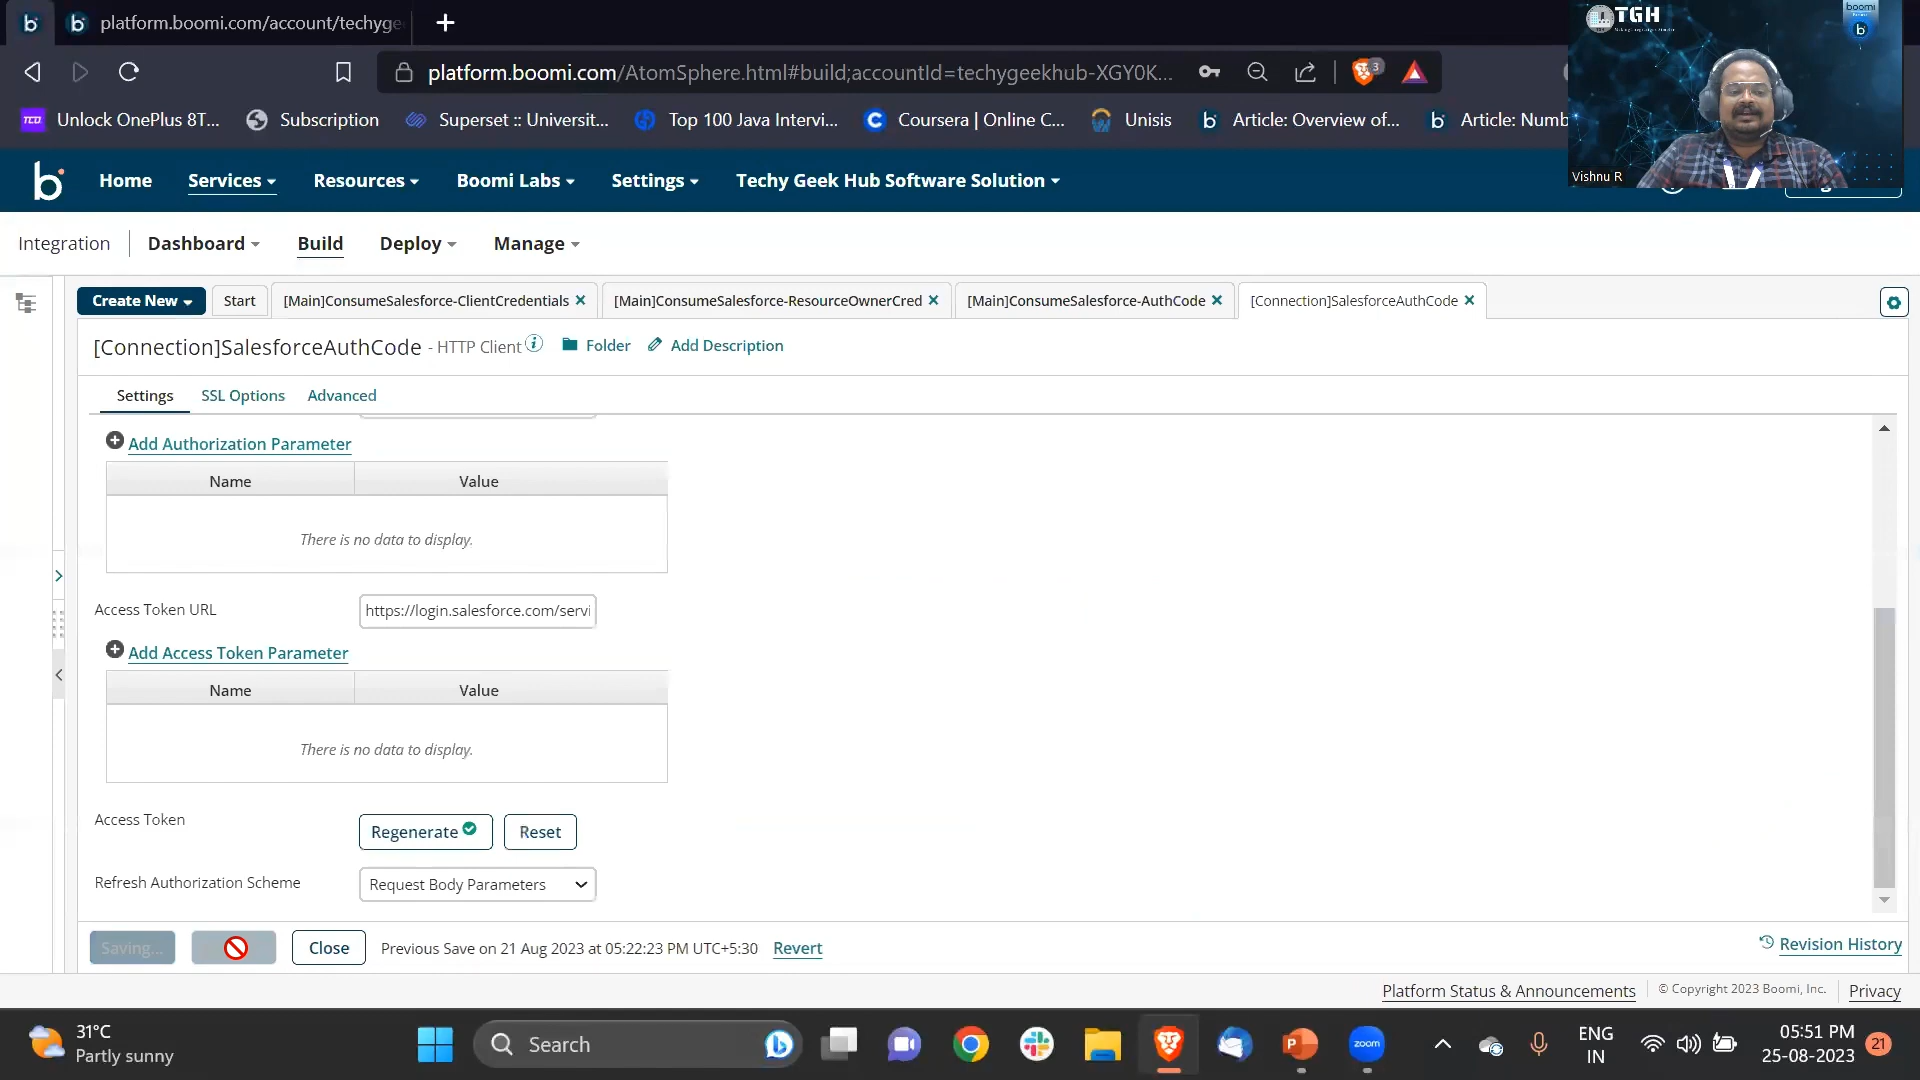 platform.boomi.com/account/techyge
platform.boomi.com/AtomSphere.html#build;accountId=techygeekhub-XGY0K...
3
TGH
boomi
TCD Unlock OnePlus 8T... Subscription Superset :: Universit... Top 100 Java Intervi... Coursera | Online C... Unisis Article: Overview of... Article: Numb
Vishnu R
Home Services Resources Boomi Labs Settings Techy Geek Hub Software Solution
Integration Dashboard Build Deploy Manage
Create New Start [Main]ConsumeSalesforce-ClientCredentials [Main]ConsumeSalesforce-ResourceOwnerCred [Main]ConsumeSalesforce-AuthCode [Connection]SalesforceAuthCode
[Connection]SalesforceAuthCode - HTTP Client Folder Add Description
Settings SSL Options Advanced
Add Authorization Parameter
Name Value
There is no data to display.
Access Token URL https://login.salesforce.com/servi
Add Access Token Parameter
Name Value
There is no data to display.
Access Token Regenerate Reset
Refresh Authorization Scheme Request Body Parameters
Saving... Close Previous Save on 21 Aug 2023 at 05:22:23 PM UTC+5:30 Revert Revision History
Platform Status & Announcements © Copyright 2023 Boomi, Inc. Privacy
31°C
Partly sunny
Search
zoom
ENG
IN
05:51 PM
25-08-2023
21